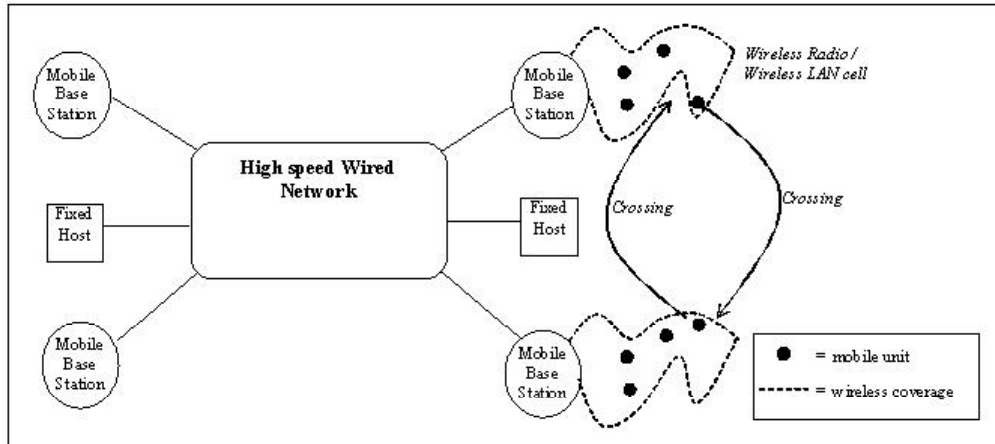 Mobile
Base
Station
Mobile
Base
Station
Wireless Radio /
Wireless LAN cell
High speed Wired
Network
Fixed
Host
Fixed
Host
Crossing
Crossing
Mobile
Base
Station
Mobile
Base
Station
= mobile unit
= wireless coverage